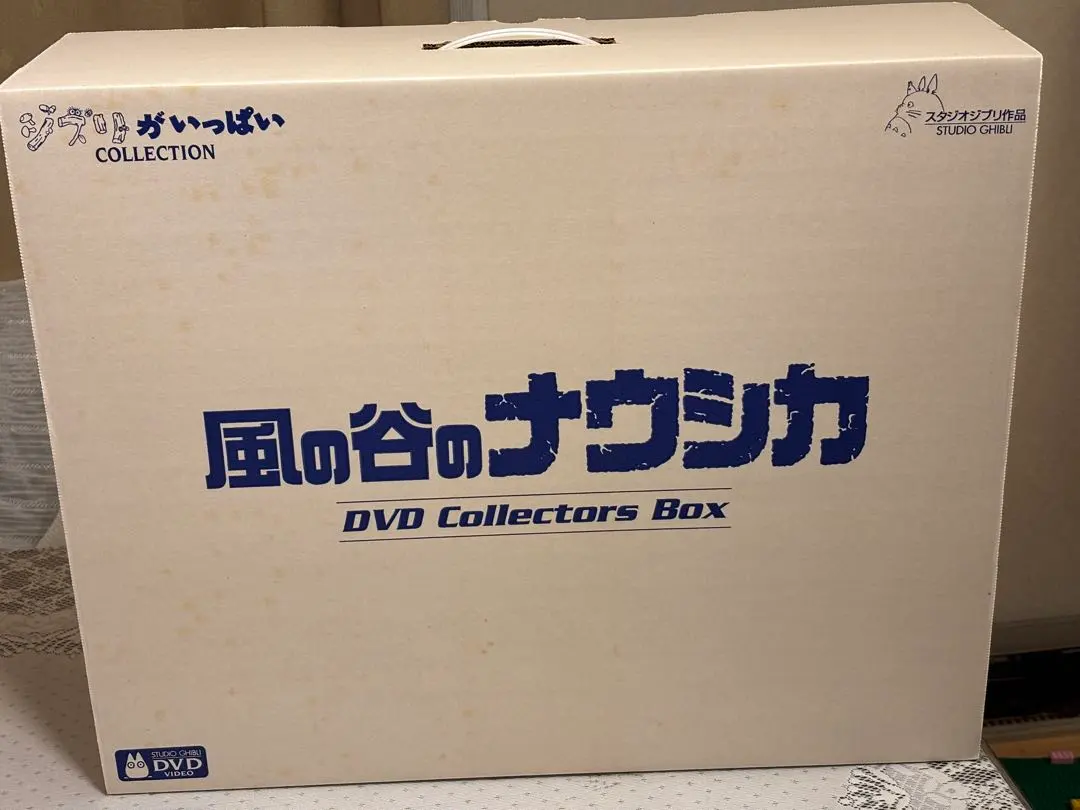 ジブリがいっぱい
COLLECTION
スタジオジブリ作品
STUDIO GHIBLI
風の谷のナウシカ
DVD Collectors Box
STUDIO GHIBLI
DVD
VIDEO